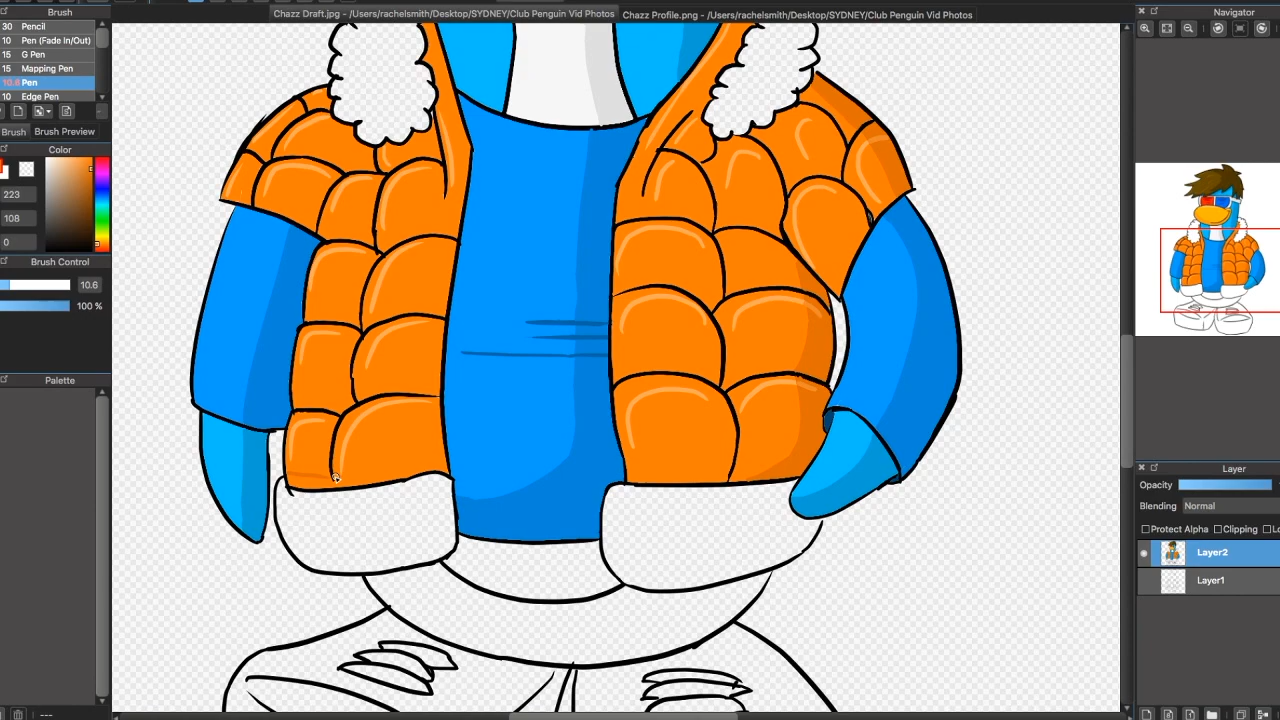 Brush
Chazz Draft.jpg - /Users/rachelsmith/Desktop/SYDNEY/Club Penguin Vid Photos
Chazz Profile.png - /Users/rachelsmith/Desktop/SYDNEY/Club Penguin Vid Photos
Navigator
30 Pencil
10 Pen (Fade In/Out)
15 G Pen
15 Mapping Pen
10.6 Pen
10 Edge Pen
Brush Brush Preview
Color
223
108
0
Brush Control
10.6
100 %
Palette
---
Layer
Opacity
Blending Normal
Protect Alpha Clipping Lo
Layer2
Layer1